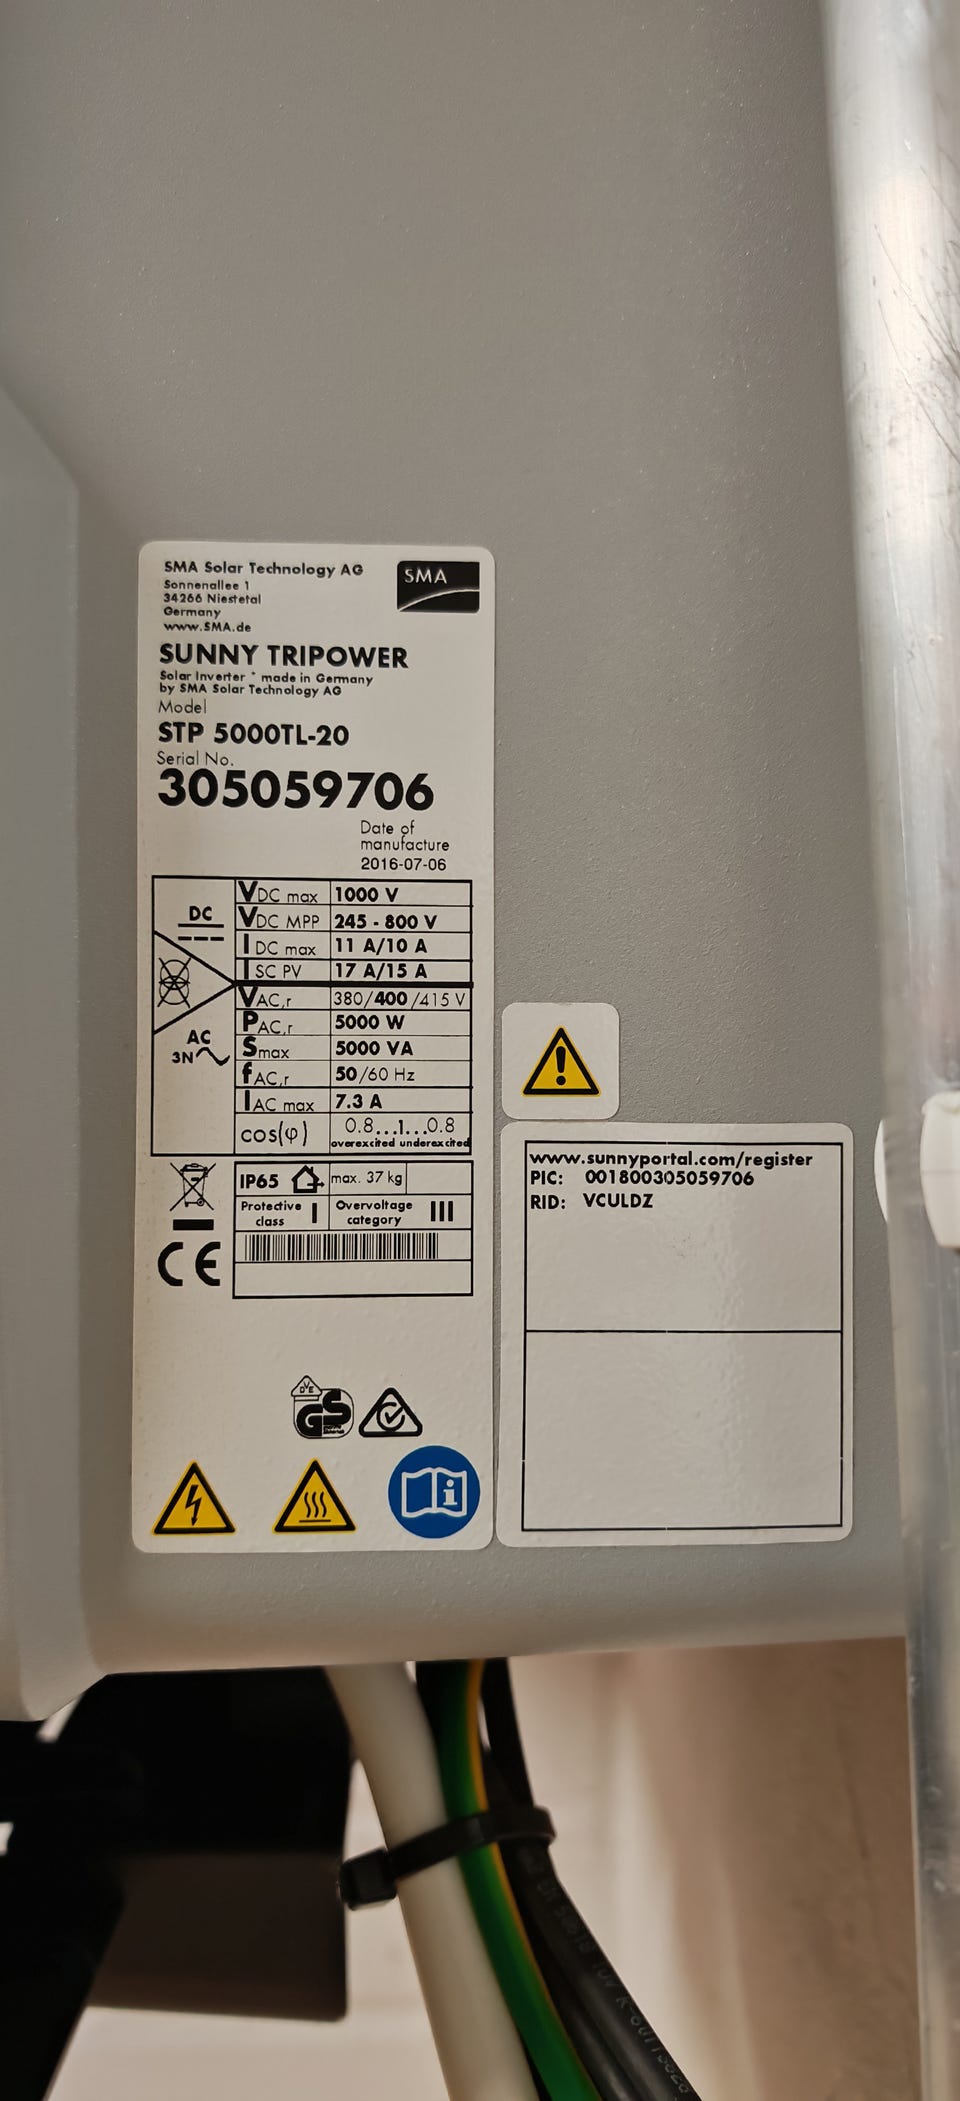 SMA Solar Technology AG
Sonnenallee 1
34266 Niestetal
Germany
www.SMA.de
SMA
SUNNY TRIPOWER
Solar Inverter * made in Germany
by SMA Solar Technology AG
Model
STP 5000TL-20
Serial No.
305059706
Date of
manufacture
2016-07-06
DC
VDC max 1000 V
VDC MPP 245 - 800 V
IDC max 11 A/10 A
ISC PV 17 A/15 A
VAC,r 380/400/415 V
PAC,r 5000 W
AC
3N
Smax 5000 VA
fAC,r 50/60 Hz
IAC max 7.3 A
cos(φ) 0.8...1...0.8
overexcited underexcited
IP65 max. 37 kg
Protective class I Overvoltage category III
CE
DVE
GS
i
www.sunnyportal.com/register
PIC: 001800305059706
RID: VCULDZ